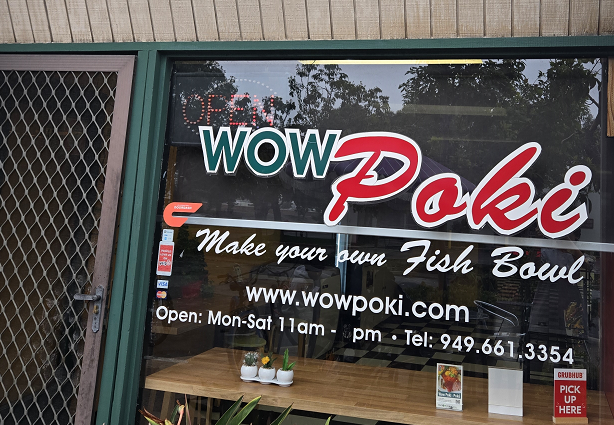 OPEN
WOW Poki
Make your own Fish Bowl
www.wowpoki.com
Open: Mon-Sat 11am - pm • Tel: 949.661.3354
VISA
GRUBHUB
PICK
UP
HERE